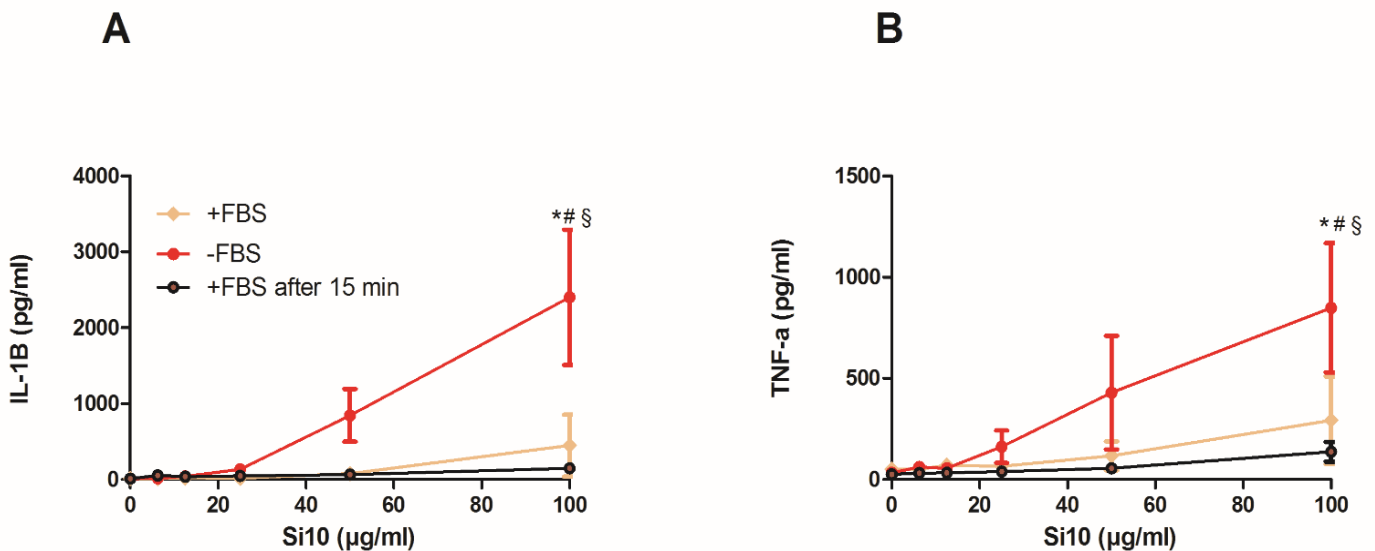 A
IL-1B (pg/ml)
4000
3000
2000
1000
0
+FBS
-FBS
+FBS after 15 min
*# §
0 20 40 60 80 100
Si10 (µg/ml)
B
TNF-a (pg/ml)
1500
1000
500
0
* # §
0 20 40 60 80 100
Si10 (µg/ml)